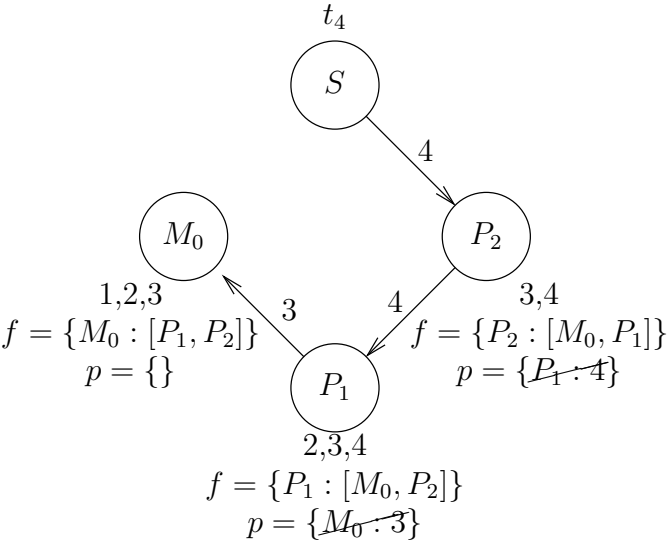 t₄
S
4
M₀
P₂
1,2,3
3
4
3,4
f = {M₀ : [P₁, P₂]}
f = {P₂ : [M₀, P₁]}
p = {}
P₁
p = {P₁ : 4}
2,3,4
f = {P₁ : [M₀, P₂]}
p = {M₀ : 3}